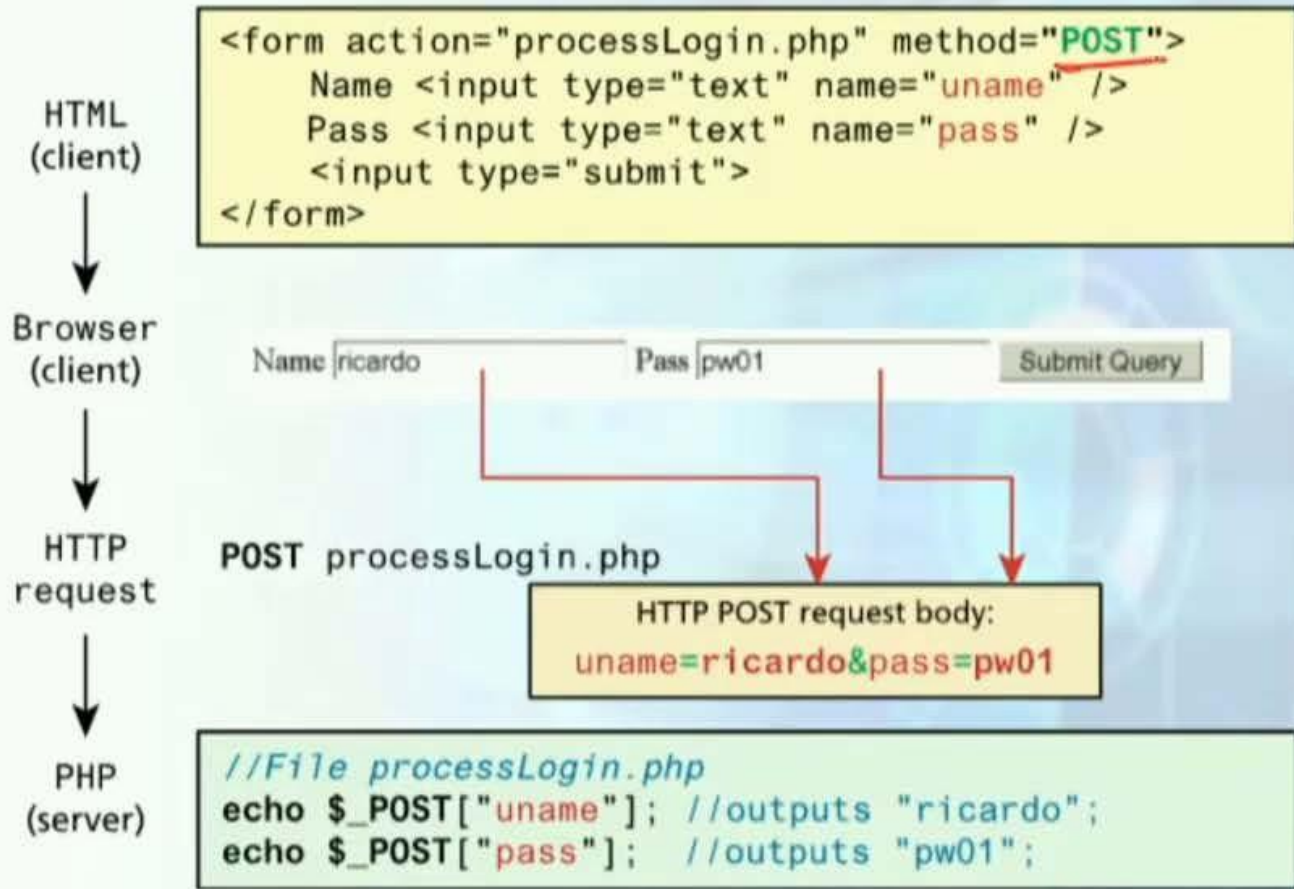 HTML
(client)
<form action="processLogin.php" method="POST">
Name <input type="text" name="uname" />
Pass <input type="text" name="pass" />
<input type="submit">
</form>
Browser
(client)
Name ricardo Pass pw01 Submit Query
HTTP
request
POST processLogin.php
HTTP POST request body:
uname=ricardo&pass=pw01
PHP
(server)
//File processLogin.php
echo $_POST["uname"]; //outputs "ricardo";
echo $_POST["pass"]; //outputs "pw01";